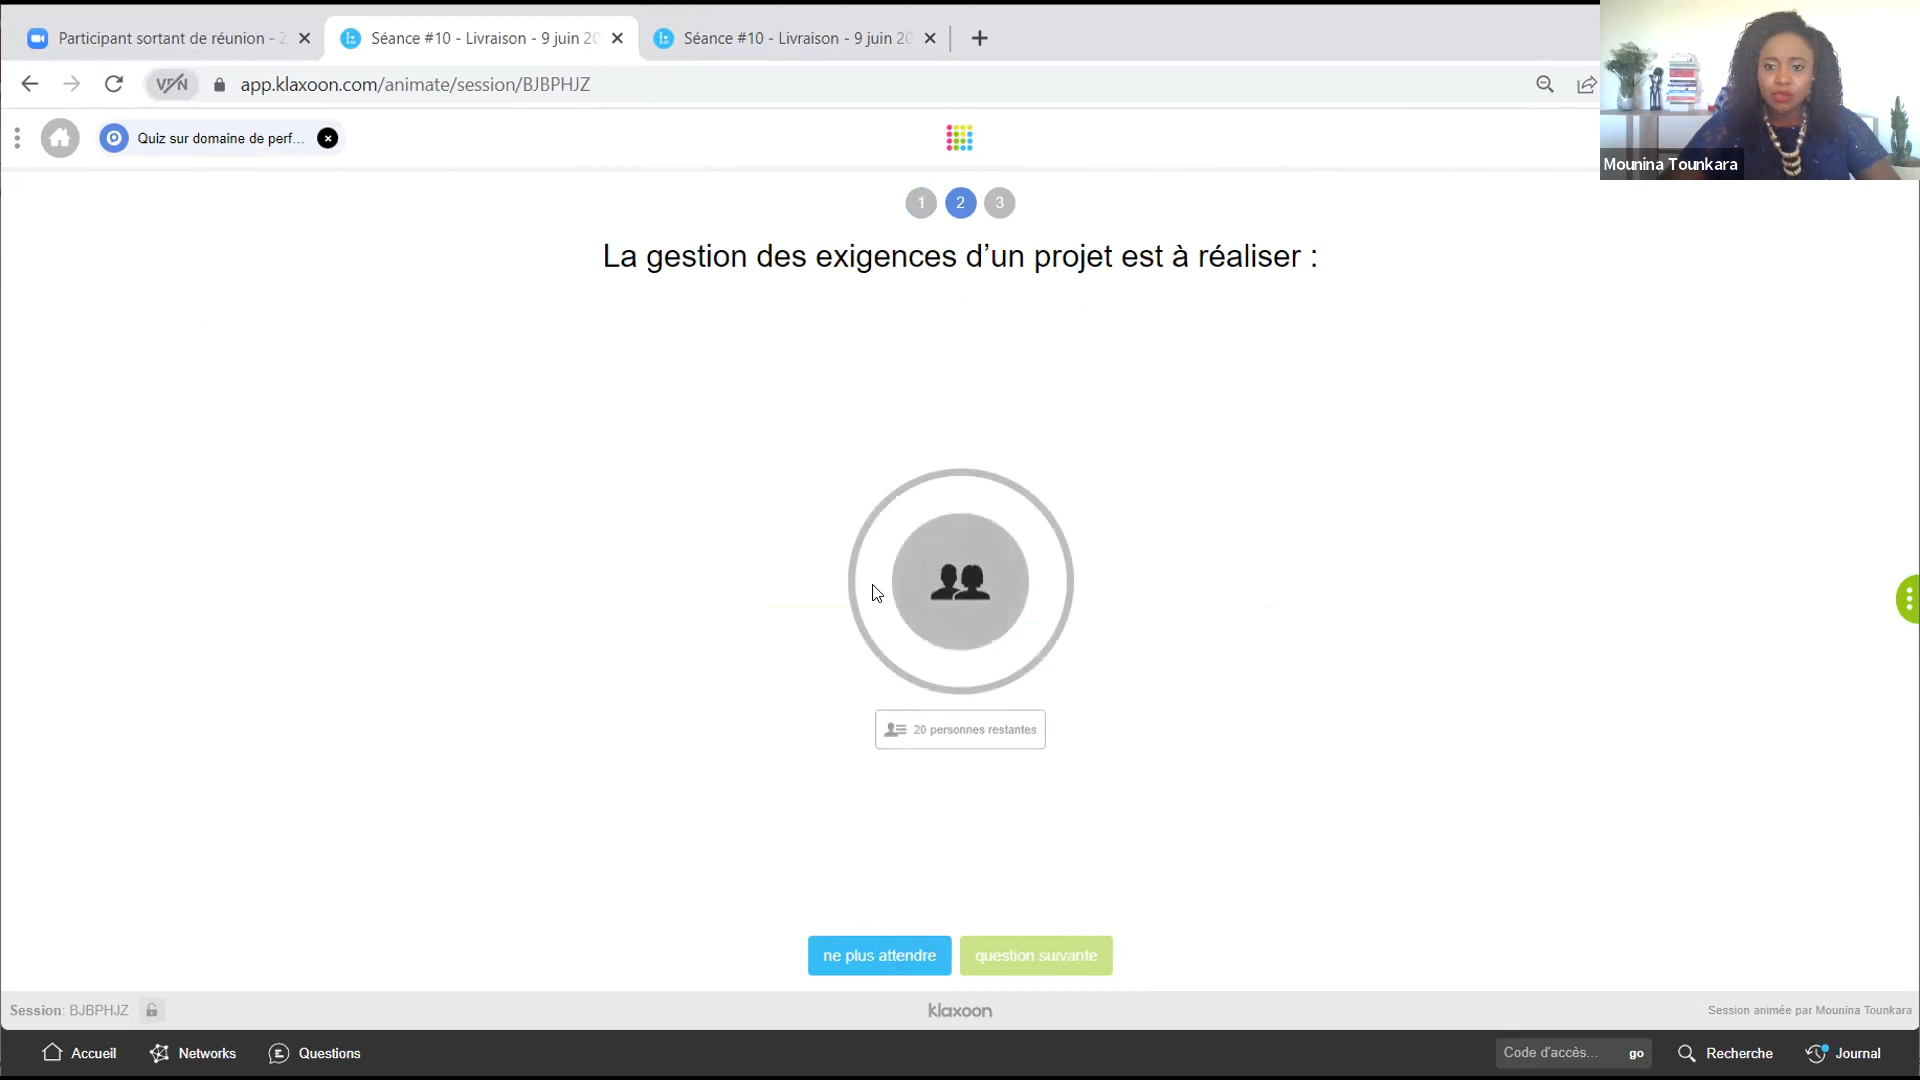 Participant sortant de réunion -
Séance #10 - Livraison - 9 juin 20
Séance #10 - Livraison - 9 juin 20
VPN
app.klaxoon.com/animate/session/BJBPHJZ
Quiz sur domaine de perf...
Mounina Tounkara
1 2 3
La gestion des exigences d’un projet est à réaliser :
20 personnes restantes
ne plus attendre
question suivante
Session: BJBPHJZ
klaxoon
Session animée par Mounina Tounkara
Accueil
Networks
Questions
Code d'accès...
go
Recherche
Journal